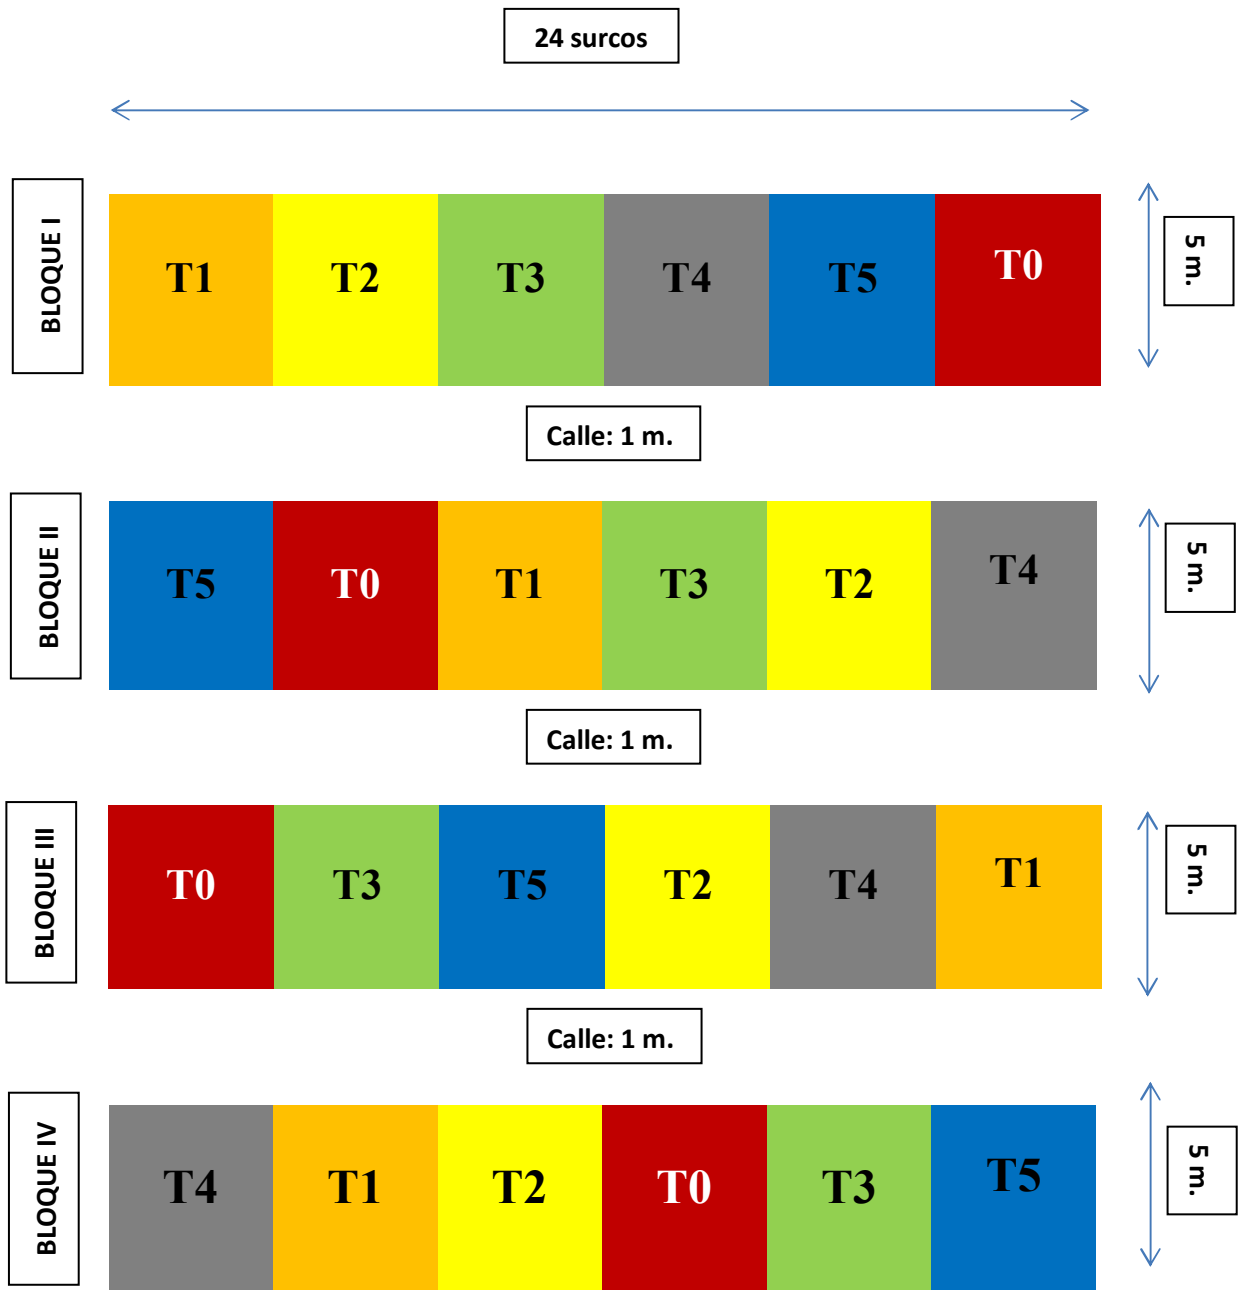 24 surcos
BLOQUE I
T1 T2 T3 T4 T5 T0
5 m.
Calle: 1 m.
BLOQUE II
T5 T0 T1 T3 T2 T4
5 m.
Calle: 1 m.
BLOQUE III
T0 T3 T5 T2 T4 T1
5 m.
Calle: 1 m.
BLOQUE IV
T4 T1 T2 T0 T3 T5
5 m.